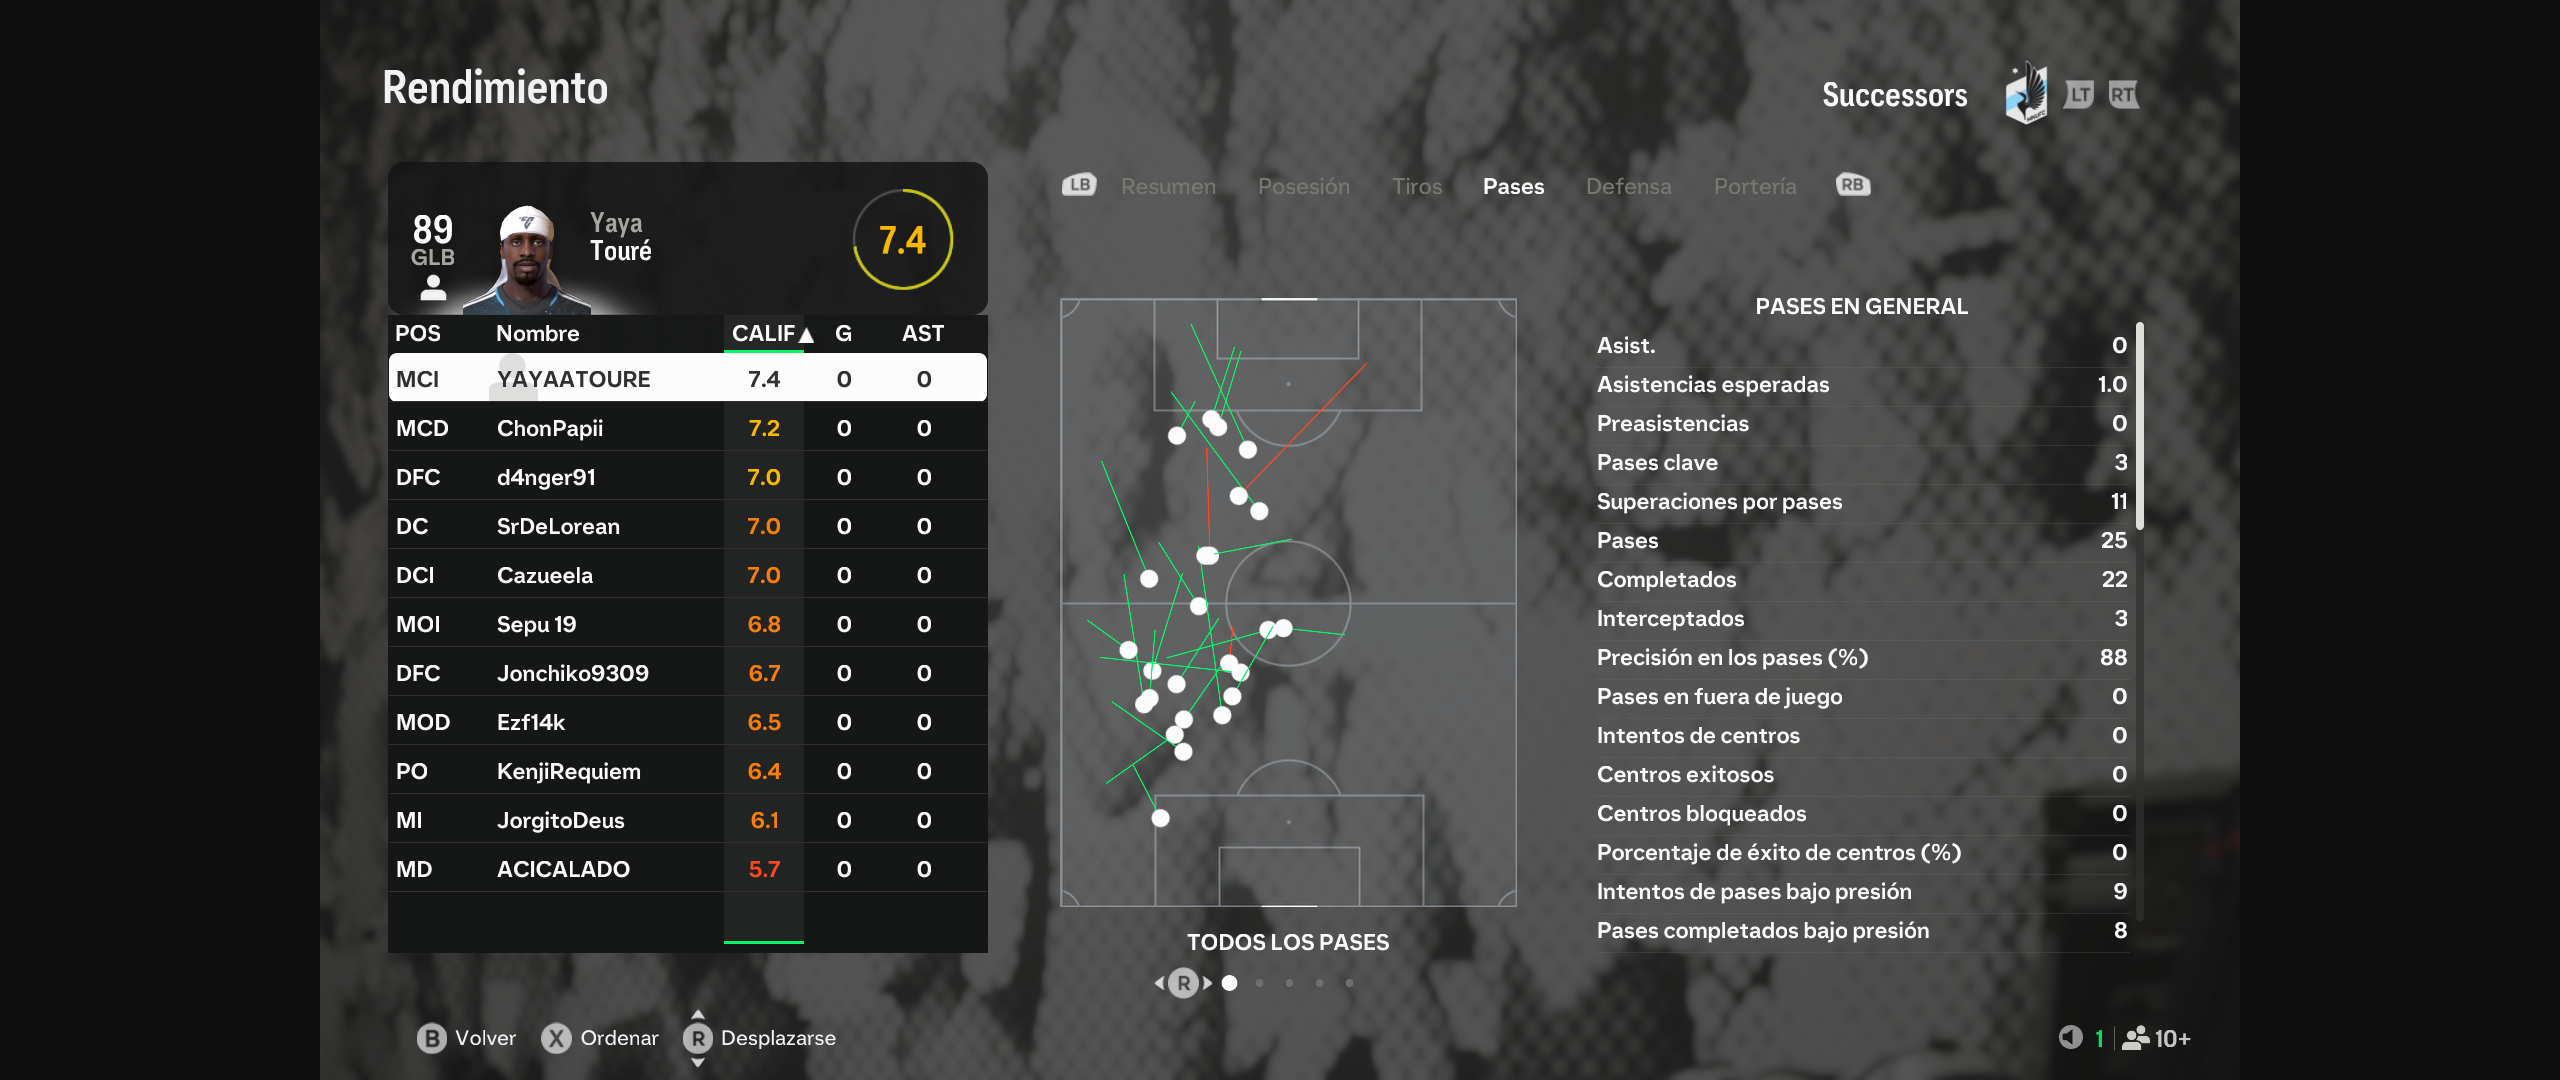 Rendimiento
Successors
LT RT
89
GLB
Yaya
Touré
7.4
LB Resumen Posesión Tiros Pases Defensa Portería RB
POS Nombre CALIF G AST
MCI YAYAATOURE 7.4 0 0
MCD ChonPapii 7.2 0 0
DFC d4nger91 7.0 0 0
DC SrDeLorean 7.0 0 0
DCI Cazueela 7.0 0 0
MOI Sepu 19 6.8 0 0
DFC Jonchiko9309 6.7 0 0
MOD Ezf14k 6.5 0 0
PO KenjiRequiem 6.4 0 0
MI JorgitoDeus 6.1 0 0
MD ACICALADO 5.7 0 0
TODOS LOS PASES
R
PASES EN GENERAL
Asist. 0
Asistencias esperadas 1.0
Preasistencias 0
Pases clave 3
Superaciones por pases 11
Pases 25
Completados 22
Interceptados 3
Precisión en los pases (%) 88
Pases en fuera de juego 0
Intentos de centros 0
Centros exitosos 0
Centros bloqueados 0
Porcentaje de éxito de centros (%) 0
Intentos de pases bajo presión 9
Pases completados bajo presión 8
B Volver X Ordenar R Desplazarse
1 10+